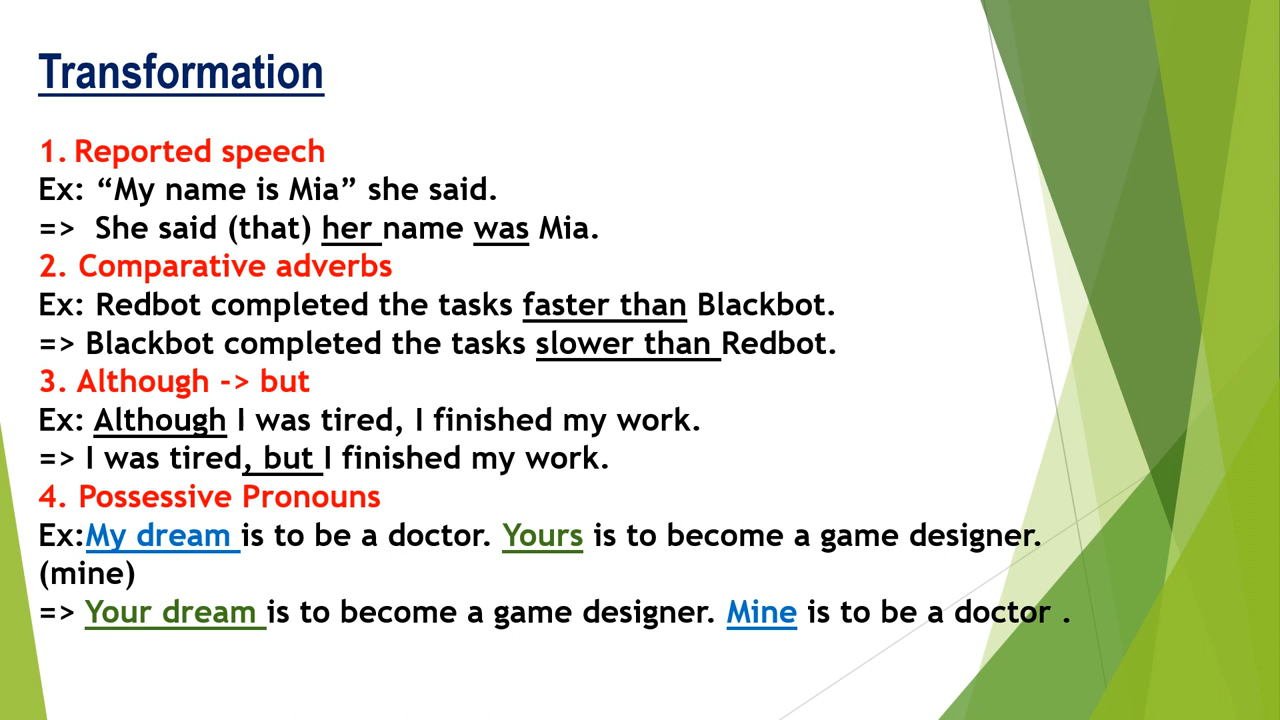 Transformation
1. Reported speech
Ex: “My name is Mia” she said.
=> She said (that) her name was Mia.
2. Comparative adverbs
Ex: Redbot completed the tasks faster than Blackbot.
=> Blackbot completed the tasks slower than Redbot.
3. Although -> but
Ex: Although I was tired, I finished my work.
=> I was tired, but I finished my work.
4. Possessive Pronouns
Ex:My dream is to be a doctor. Yours is to become a game designer.
(mine)
=> Your dream is to become a game designer. Mine is to be a doctor .